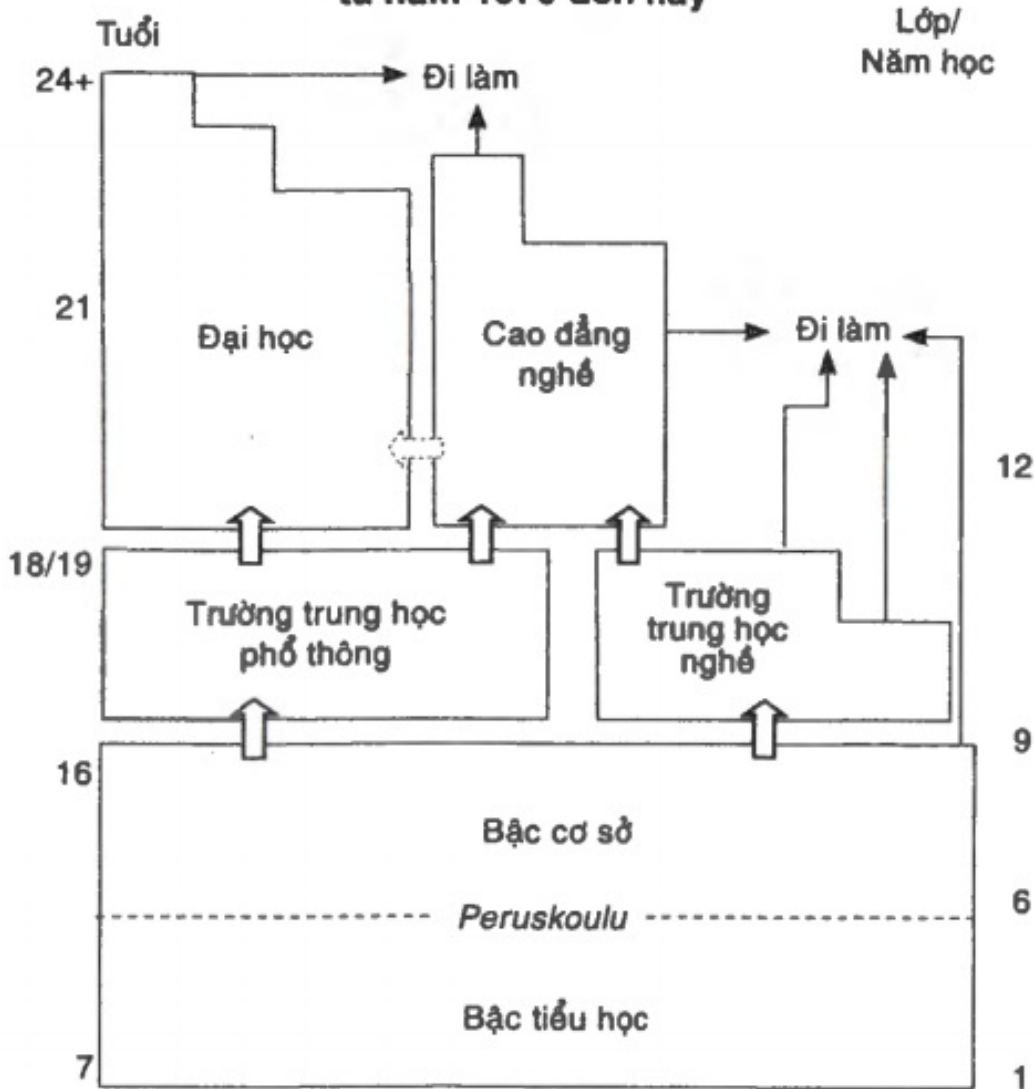 Tuổi
Lớp/
Năm học
24+
Đi làm
21
Đại học
Cao đẳng
nghề
Đi làm
12
18/19
Trường trung học
phổ thông
Trường
trung học
nghề
16
9
Bậc cơ sở
Peruskoulu
6
Bậc tiểu học
7
1